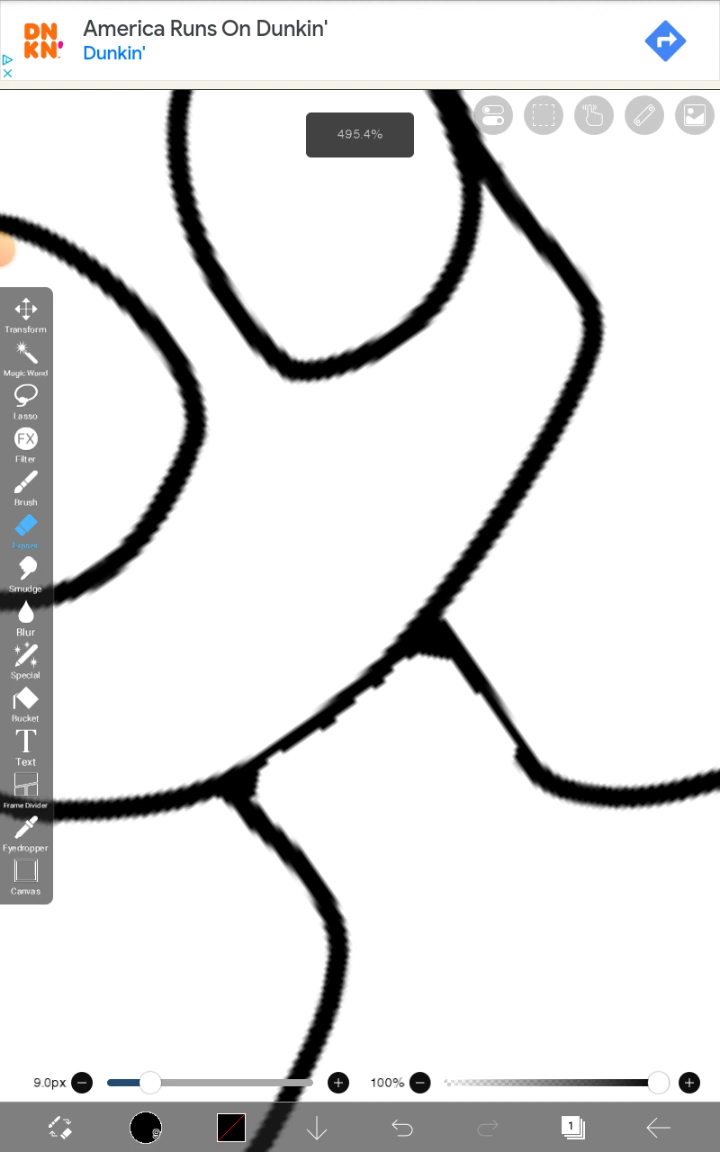 DN
KN'
America Runs On Dunkin'
Dunkin'
495.4%
Transform
Magic Wand
Lasso
FX
Filter
Brush
Eraser
Smudge
Blur
Special
Bucket
T
Text
Frame Divider
Eyedropper
Canvas
9.0px
100%
1